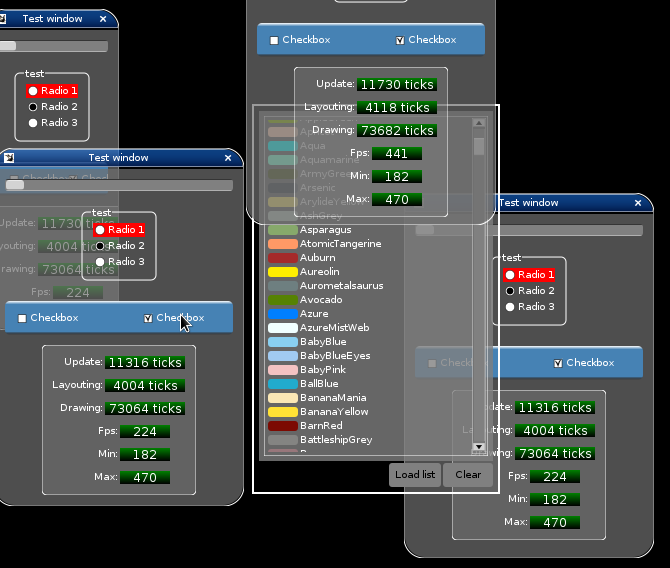 Test window
test
Radio 1
Radio 2
Radio 3
Update: 11730 ticks
Layouting: 4004 ticks
Drawing: 73064 ticks
Fps: 224
Test window
test
Radio 1
Radio 2
Radio 3
Checkbox Checkbox
Update: 11316 ticks
Layouting: 4004 ticks
Drawing: 73064 ticks
Fps: 224
Min: 182
Max: 470
Checkbox Checkbox
Update: 11730 ticks
Layouting: 4118 ticks
Drawing: 73682 ticks
Fps: 441
Min: 182
Max: 470
Aqua
Aquamarine
ArmyGreen
Arsenic
ArylideYellow
AshGrey
Asparagus
AtomicTangerine
Auburn
Aureolin
Aurometalsaurus
Avocado
Azure
AzureMistWeb
BabyBlue
BabyBlueEyes
BabyPink
BallBlue
BananaMania
BananaYellow
BarnRed
BattleshipGrey
Load list Clear
Test window
test
Radio 1
Radio 2
Radio 3
Checkbox Checkbox
Update: 11316 ticks
Layouting: 4004 ticks
Drawing: 73064 ticks
Fps: 224
Min: 182
Max: 470